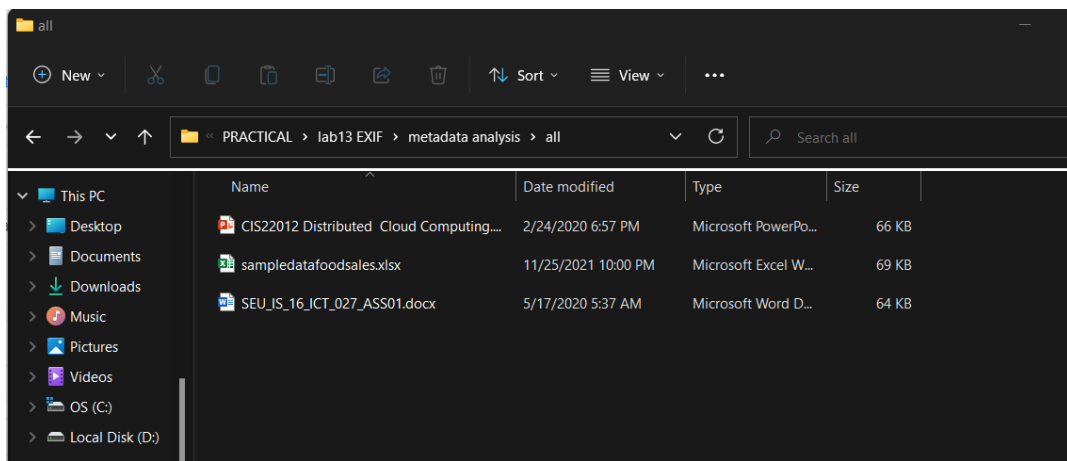 all
New
Sort
View
PRACTICAL > lab13 EXIF > metadata analysis > all
Search all
Name Date modified Type Size
This PC
Desktop
Documents
Downloads
Music
Pictures
Videos
OS (C:)
Local Disk (D:)
CIS22012 Distributed Cloud Computing.... 2/24/2020 6:57 PM Microsoft PowerPo... 66 KB
sampledatafoodsales.xlsx 11/25/2021 10:00 PM Microsoft Excel W... 69 KB
SEU_IS_16_ICT_027_ASS01.docx 5/17/2020 5:37 AM Microsoft Word D... 64 KB